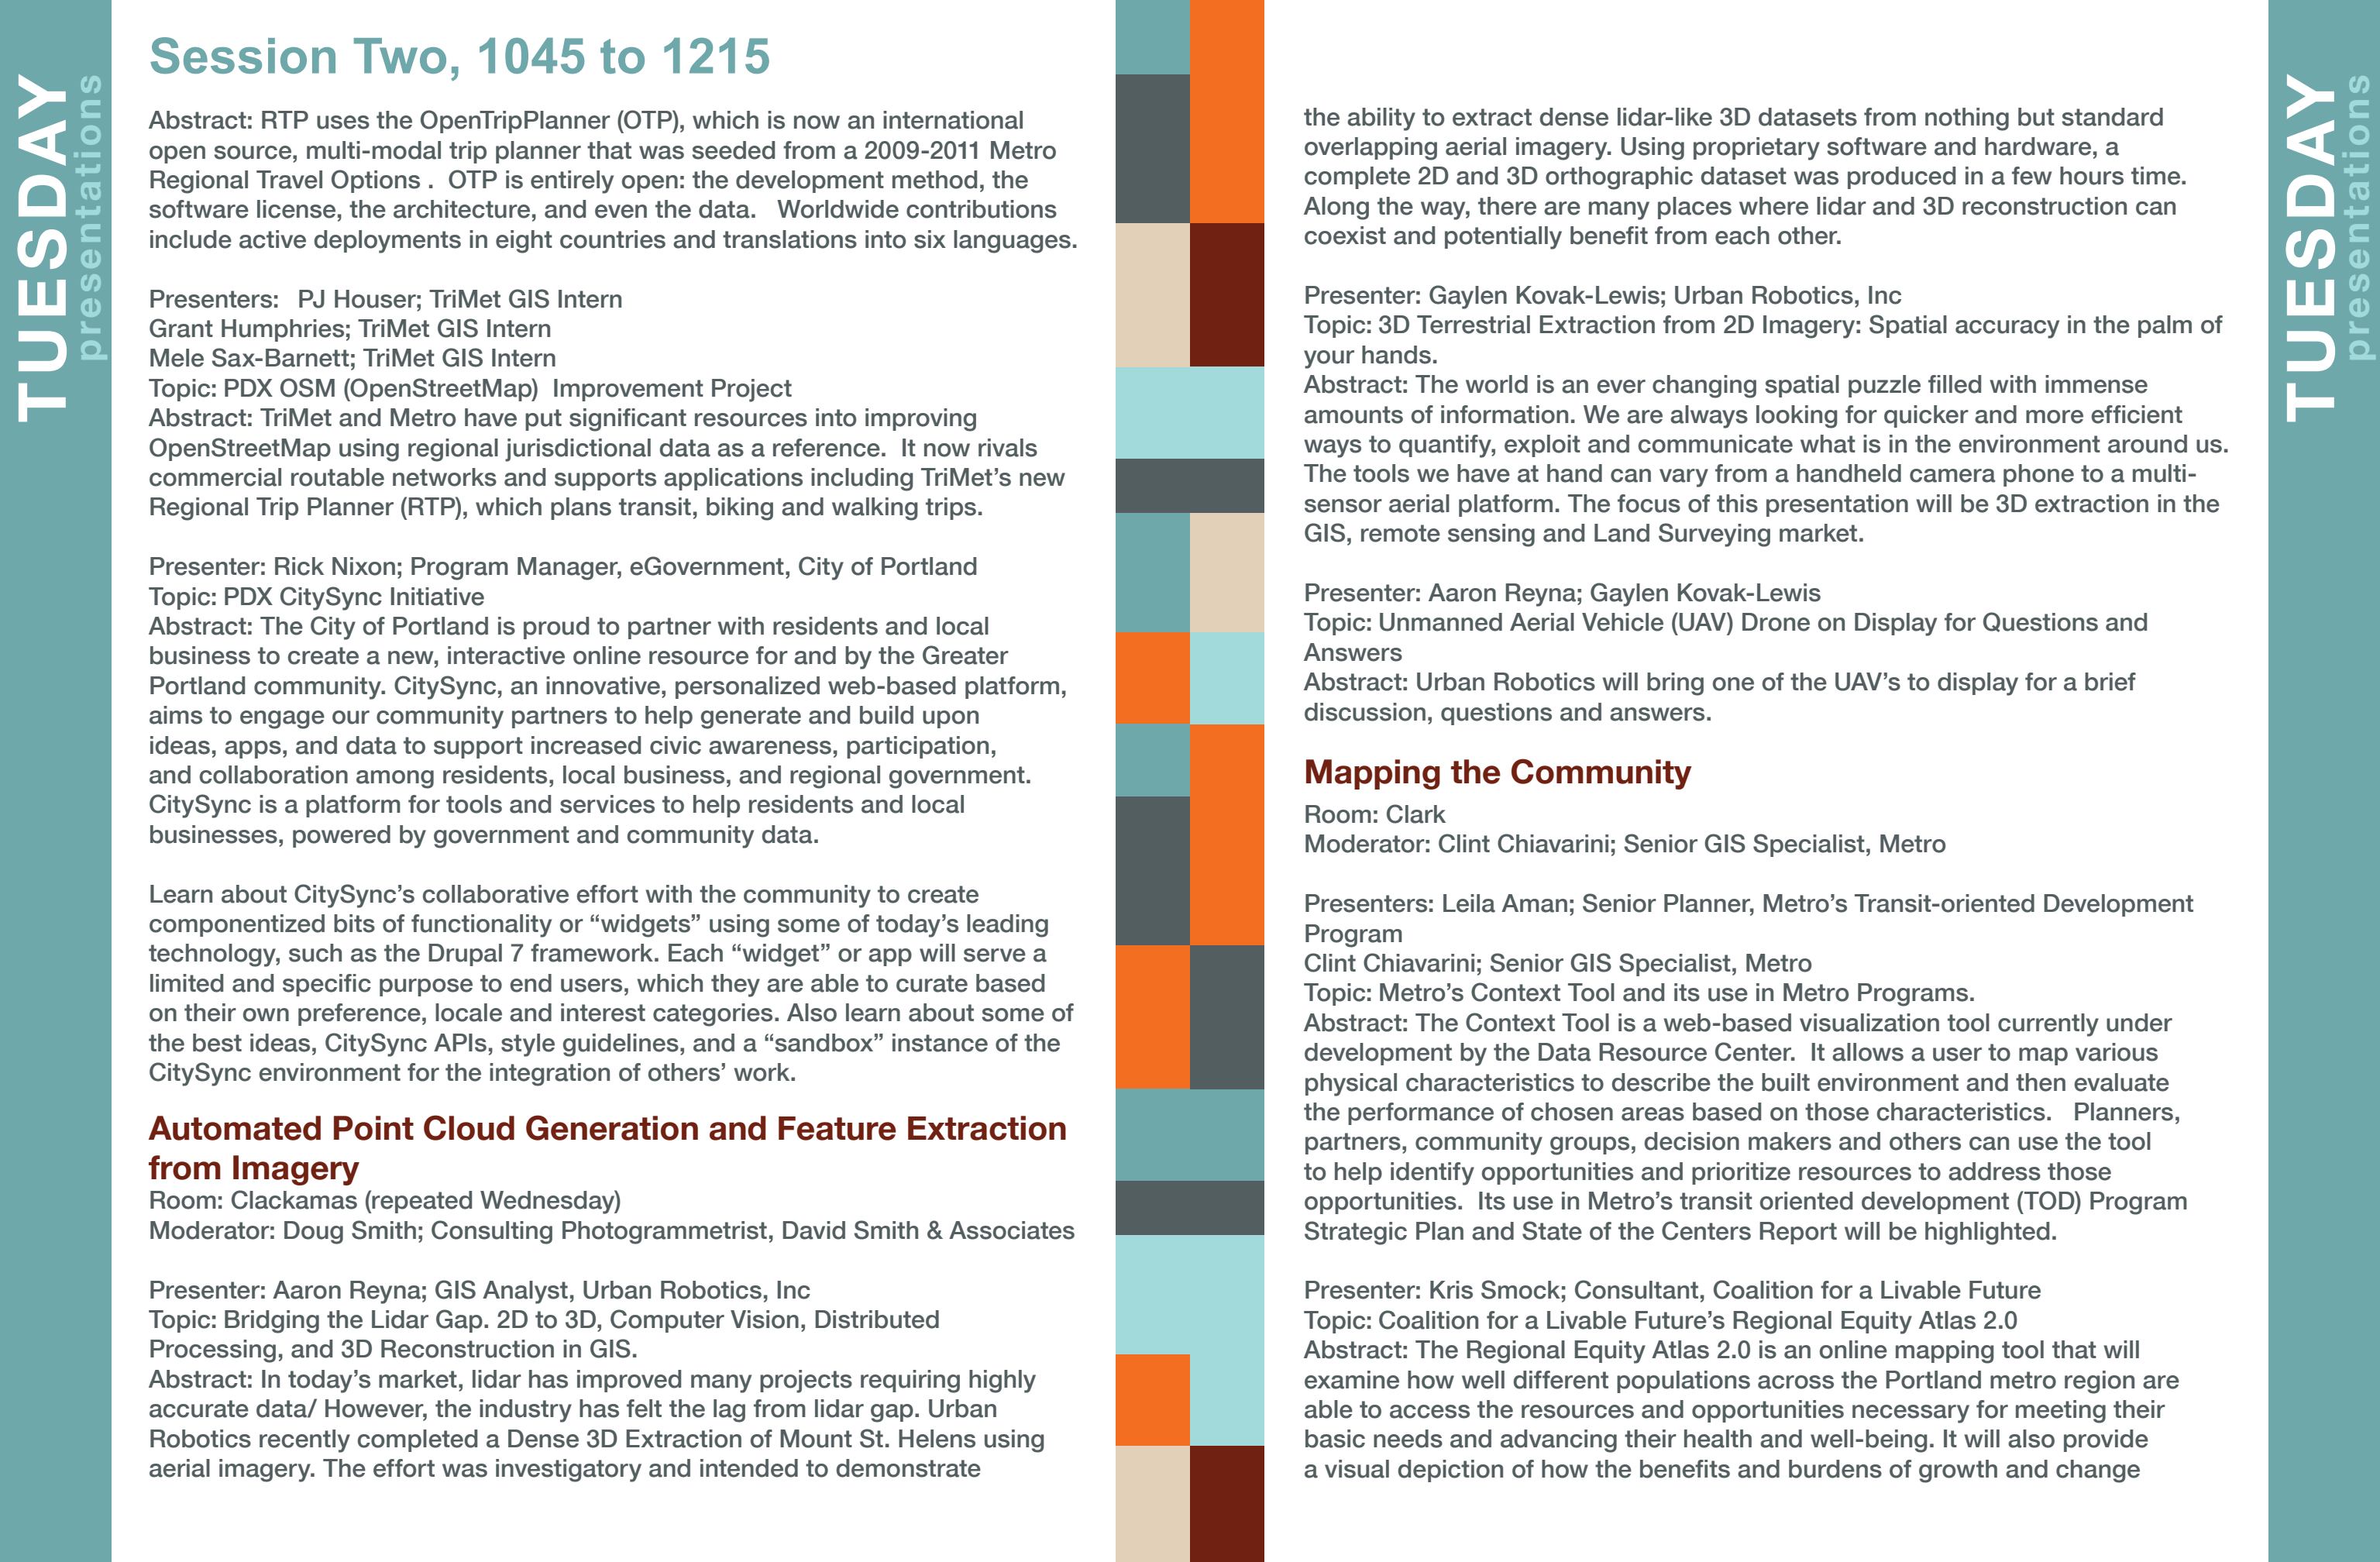 TUESDAY
presentations
Session Two, 1045 to 1215
Abstract: RTP uses the OpenTripPlanner (OTP), which is now an international
open source, multi-modal trip planner that was seeded from a 2009-2011 Metro
Regional Travel Options .  OTP is entirely open: the development method, the
software license, the architecture, and even the data.   Worldwide contributions
include active deployments in eight countries and translations into six languages.
Presenters:   PJ Houser; TriMet GIS Intern
Grant Humphries; TriMet GIS Intern
Mele Sax-Barnett; TriMet GIS Intern
Topic: PDX OSM (OpenStreetMap)  Improvement Project
Abstract: TriMet and Metro have put significant resources into improving
OpenStreetMap using regional jurisdictional data as a reference.  It now rivals
commercial routable networks and supports applications including TriMet’s new
Regional Trip Planner (RTP), which plans transit, biking and walking trips.
Presenter: Rick Nixon; Program Manager, eGovernment, City of Portland
Topic: PDX CitySync Initiative
Abstract: The City of Portland is proud to partner with residents and local
business to create a new, interactive online resource for and by the Greater
Portland community. CitySync, an innovative, personalized web-based platform,
aims to engage our community partners to help generate and build upon
ideas, apps, and data to support increased civic awareness, participation,
and collaboration among residents, local business, and regional government.
CitySync is a platform for tools and services to help residents and local
businesses, powered by government and community data.
Learn about CitySync’s collaborative effort with the community to create
componentized bits of functionality or “widgets” using some of today’s leading
technology, such as the Drupal 7 framework. Each “widget” or app will serve a
limited and specific purpose to end users, which they are able to curate based
on their own preference, locale and interest categories. Also learn about some of
the best ideas, CitySync APIs, style guidelines, and a “sandbox” instance of the
CitySync environment for the integration of others’ work.
Automated Point Cloud Generation and Feature Extraction
from Imagery
Room: Clackamas (repeated Wednesday)
Moderator: Doug Smith; Consulting Photogrammetrist, David Smith & Associates
Presenter: Aaron Reyna; GIS Analyst, Urban Robotics, Inc
Topic: Bridging the Lidar Gap. 2D to 3D, Computer Vision, Distributed
Processing, and 3D Reconstruction in GIS.
Abstract: In today’s market, lidar has improved many projects requiring highly
accurate data/ However, the industry has felt the lag from lidar gap. Urban
Robotics recently completed a Dense 3D Extraction of Mount St. Helens using
aerial imagery. The effort was investigatory and intended to demonstrate
the ability to extract dense lidar-like 3D datasets from nothing but standard
overlapping aerial imagery. Using proprietary software and hardware, a
complete 2D and 3D orthographic dataset was produced in a few hours time.
Along the way, there are many places where lidar and 3D reconstruction can
coexist and potentially benefit from each other.
Presenter: Gaylen Kovak-Lewis; Urban Robotics, Inc
Topic: 3D Terrestrial Extraction from 2D Imagery: Spatial accuracy in the palm of
your hands.
Abstract: The world is an ever changing spatial puzzle filled with immense
amounts of information. We are always looking for quicker and more efficient
ways to quantify, exploit and communicate what is in the environment around us.
The tools we have at hand can vary from a handheld camera phone to a multi-
sensor aerial platform. The focus of this presentation will be 3D extraction in the
GIS, remote sensing and Land Surveying market.
Presenter: Aaron Reyna; Gaylen Kovak-Lewis
Topic: Unmanned Aerial Vehicle (UAV) Drone on Display for Questions and
Answers
Abstract: Urban Robotics will bring one of the UAV’s to display for a brief
discussion, questions and answers.
Mapping the Community
Room: Clark
Moderator: Clint Chiavarini; Senior GIS Specialist, Metro
Presenters: Leila Aman; Senior Planner, Metro’s Transit-oriented Development
Program
Clint Chiavarini; Senior GIS Specialist, Metro
Topic: Metro’s Context Tool and its use in Metro Programs.
Abstract: The Context Tool is a web-based visualization tool currently under
development by the Data Resource Center.  It allows a user to map various
physical characteristics to describe the built environment and then evaluate
the performance of chosen areas based on those characteristics.   Planners,
partners, community groups, decision makers and others can use the tool
to help identify opportunities and prioritize resources to address those
opportunities.  Its use in Metro’s transit oriented development (TOD) Program
Strategic Plan and State of the Centers Report will be highlighted.
Presenter: Kris Smock; Consultant, Coalition for a Livable Future
Topic: Coalition for a Livable Future’s Regional Equity Atlas 2.0
Abstract: The Regional Equity Atlas 2.0 is an online mapping tool that will
examine how well different populations across the Portland metro region are
able to access the resources and opportunities necessary for meeting their
basic needs and advancing their health and well-being. It will also provide
a visual depiction of how the benefits and burdens of growth and change
TUESDAY
presentations